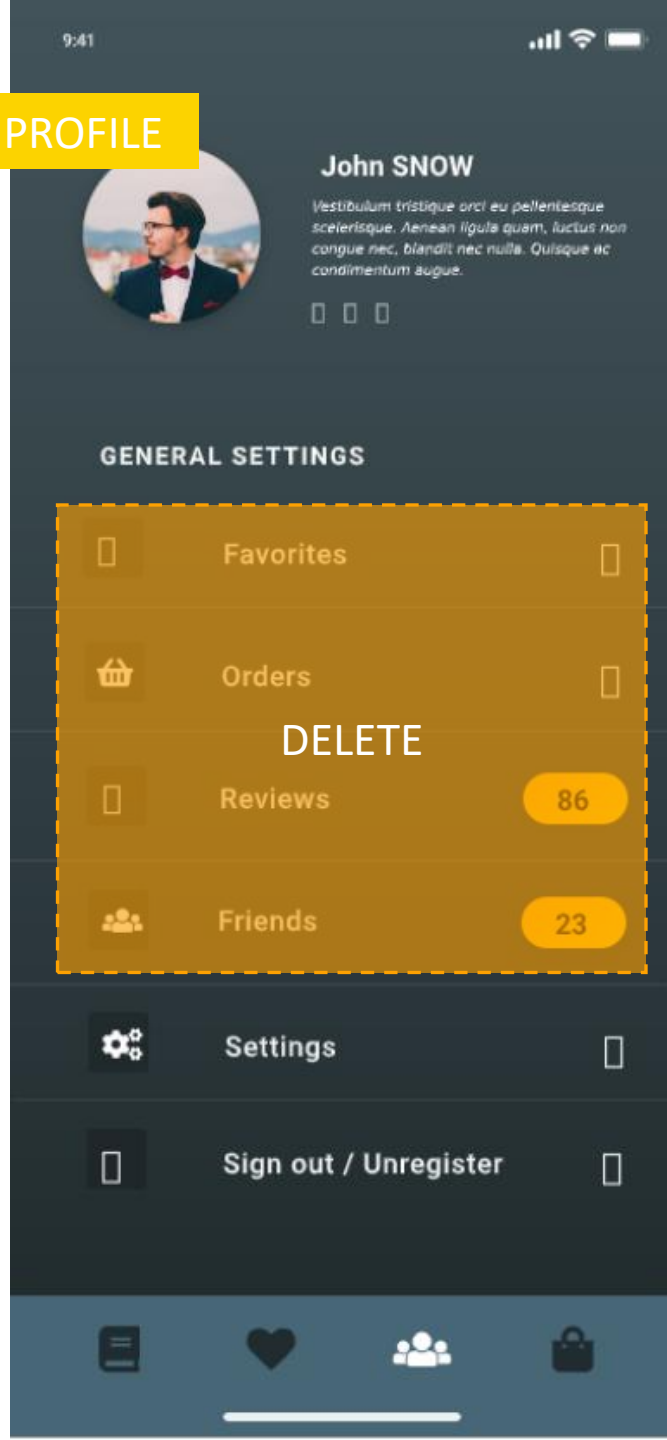 9:41
PROFILE
John SNOW
Vestibulum tristique orci eu pellentesque
scelerisque. Aenean ligula quam, luctus non
congue nec, blandit nec nulla. Quisque ac
condimentum augue.
GENERAL SETTINGS
Favorites
Orders
DELETE
Reviews 86
Friends 23
Settings
Sign out / Unregister